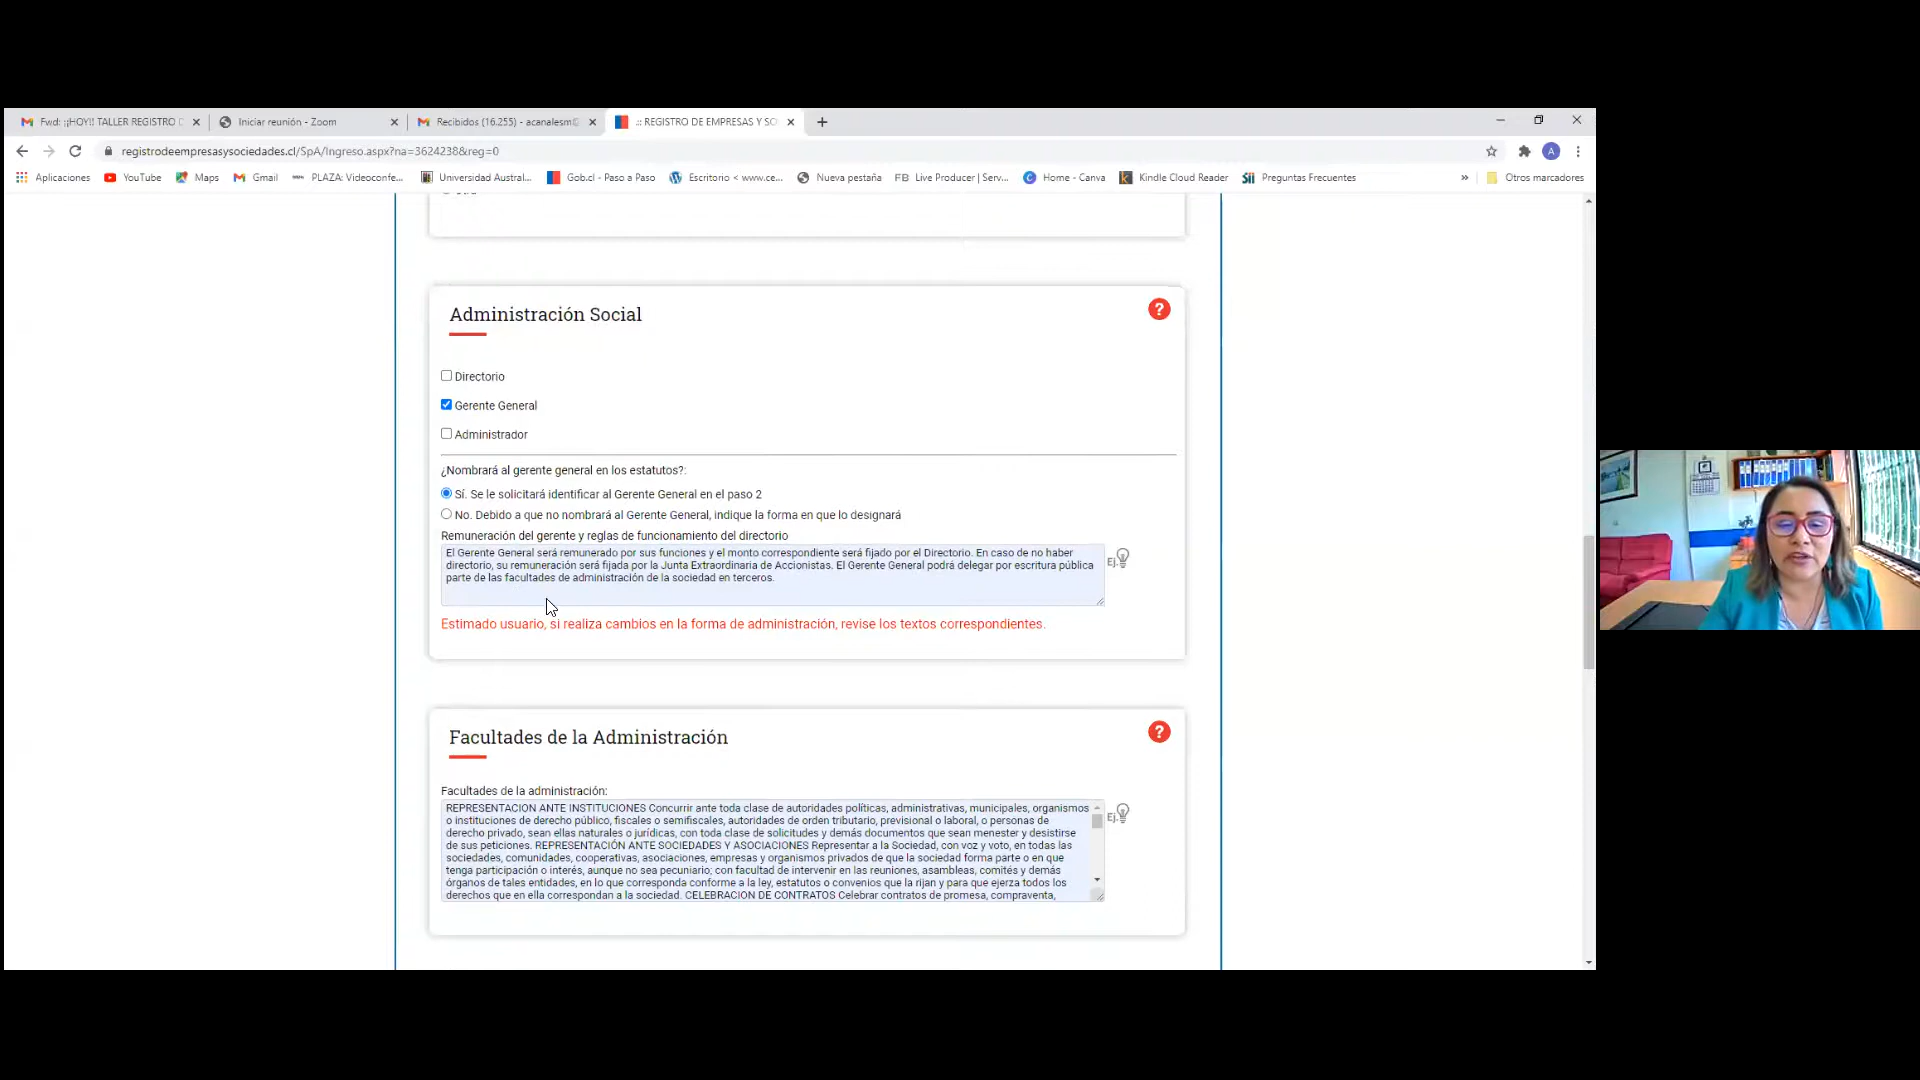 Fwd: ¡¡HOY!! TALLER REGISTRO
Iniciar reunión - Zoom
Recibidos (16.255) - acanalesm
.:: REGISTRO DE EMPRESAS Y SO
registrodeempresasysociedades.cl/SpA/Ingreso.aspx?na=3624238&reg=0
A
Aplicaciones
YouTube
Maps
Gmail
PLAZA: Videoconfe...
Universidad Austral...
Gob.cl - Paso a Paso
Escritorio < www.ce...
Nueva pestaña
FB Live Producer | Serv...
Home - Canva
Kindle Cloud Reader
Sii Preguntas Frecuentes
»
Otros marcadores
Administración Social
?
Directorio
Gerente General
Administrador
¿Nombrará al gerente general en los estatutos?:
Sí. Se le solicitará identificar al Gerente General en el paso 2
No. Debido a que no nombrará al Gerente General, indique la forma en que lo designará
Remuneración del gerente y reglas de funcionamiento del directorio
El Gerente General será remunerado por sus funciones y el monto correspondiente será fijado por el Directorio. En caso de no haber
directorio, su remuneración será fijada por la Junta Extraordinaria de Accionistas. El Gerente General podrá delegar por escritura pública
parte de las facultades de administración de la sociedad en terceros.
Ej.
Estimado usuario, si realiza cambios en la forma de administración, revise los textos correspondientes.
Facultades de la Administración
?
Facultades de la administración:
REPRESENTACION ANTE INSTITUCIONES Concurrir ante toda clase de autoridades políticas, administrativas, municipales, organismos
o instituciones de derecho público, fiscales o semifiscales, autoridades de orden tributario, previsional o laboral, o personas de
derecho privado, sean ellas naturales o jurídicas, con toda clase de solicitudes y demás documentos que sean menester y desistirse
de sus peticiones. REPRESENTACIÓN ANTE SOCIEDADES Y ASOCIACIONES Representar a la Sociedad, con voz y voto, en todas las
sociedades, comunidades, cooperativas, asociaciones, empresas y organismos privados de que la sociedad forma parte o en que
tenga participación o interés, aunque no sea pecuniario; con facultad de intervenir en las reuniones, asambleas, comités y demás
órganos de tales entidades, en lo que corresponda conforme a la ley, estatutos o convenios que la rijan y para que ejerza todos los
derechos que en ella correspondan a la sociedad. CELEBRACION DE CONTRATOS Celebrar contratos de promesa, compraventa,
Ej.